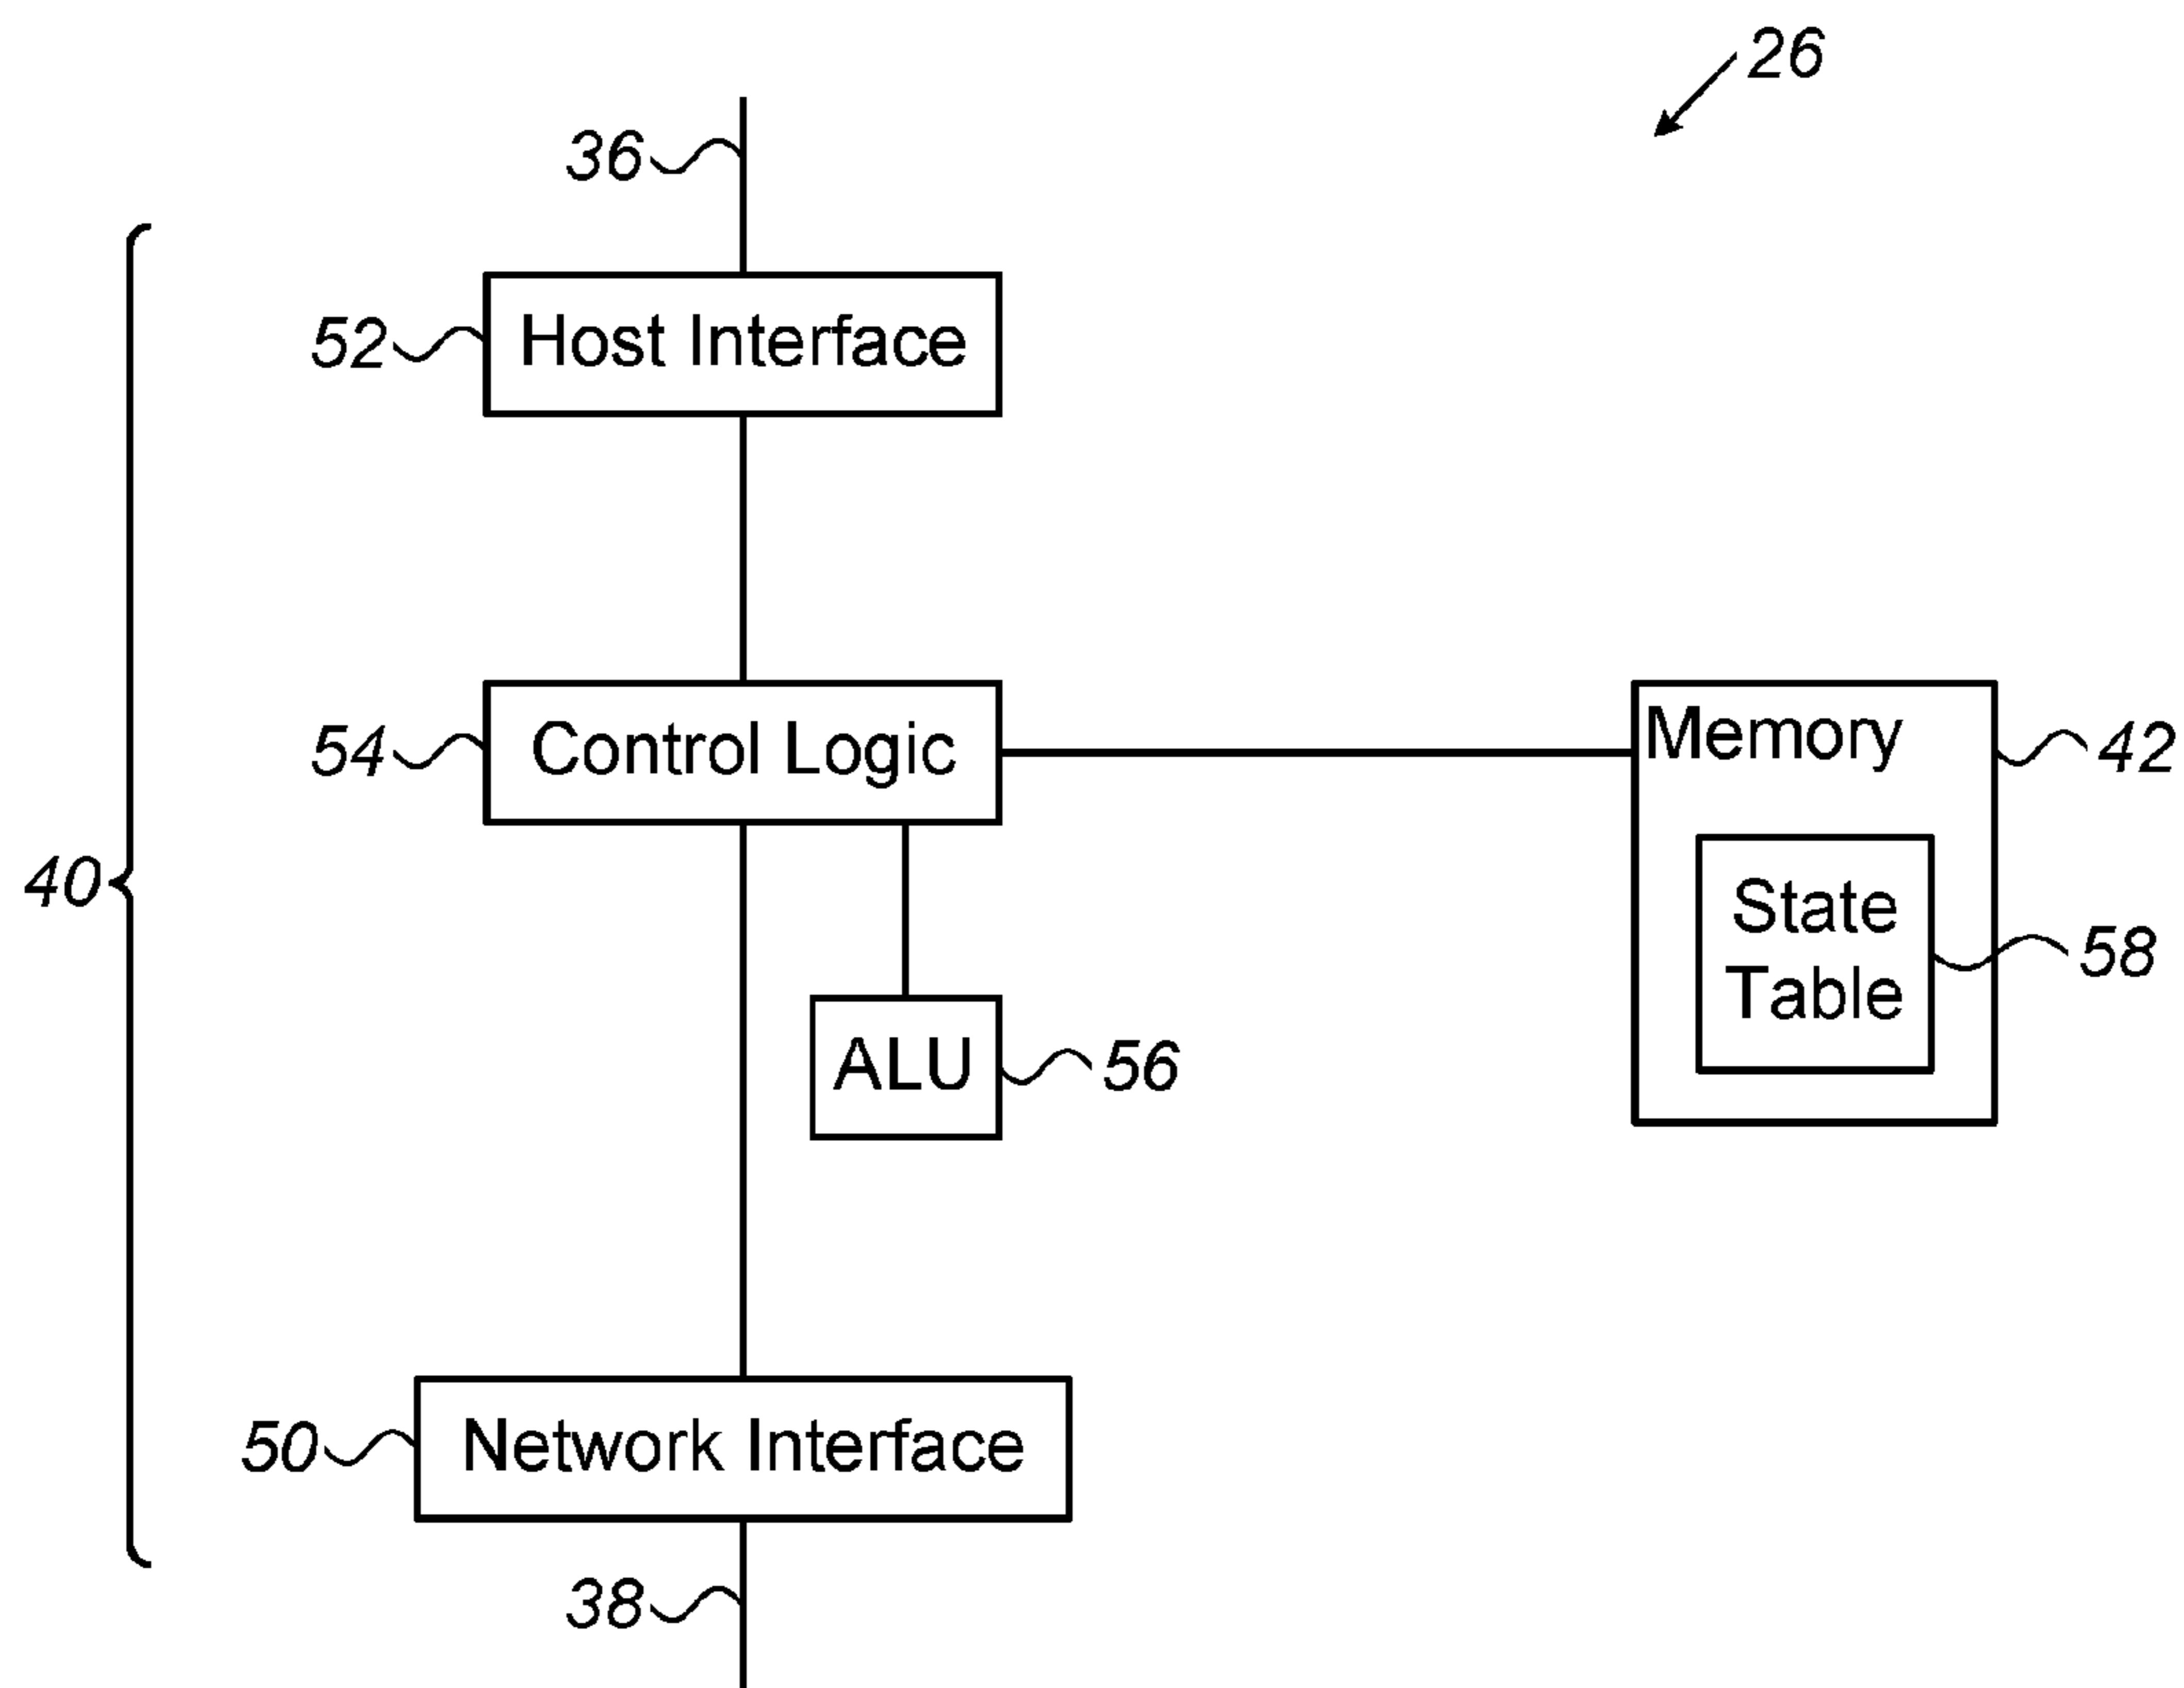 26
36
52 Host Interface
54 Control Logic
Memory 42
40
State
Table
58
ALU 56
50 Network Interface
38